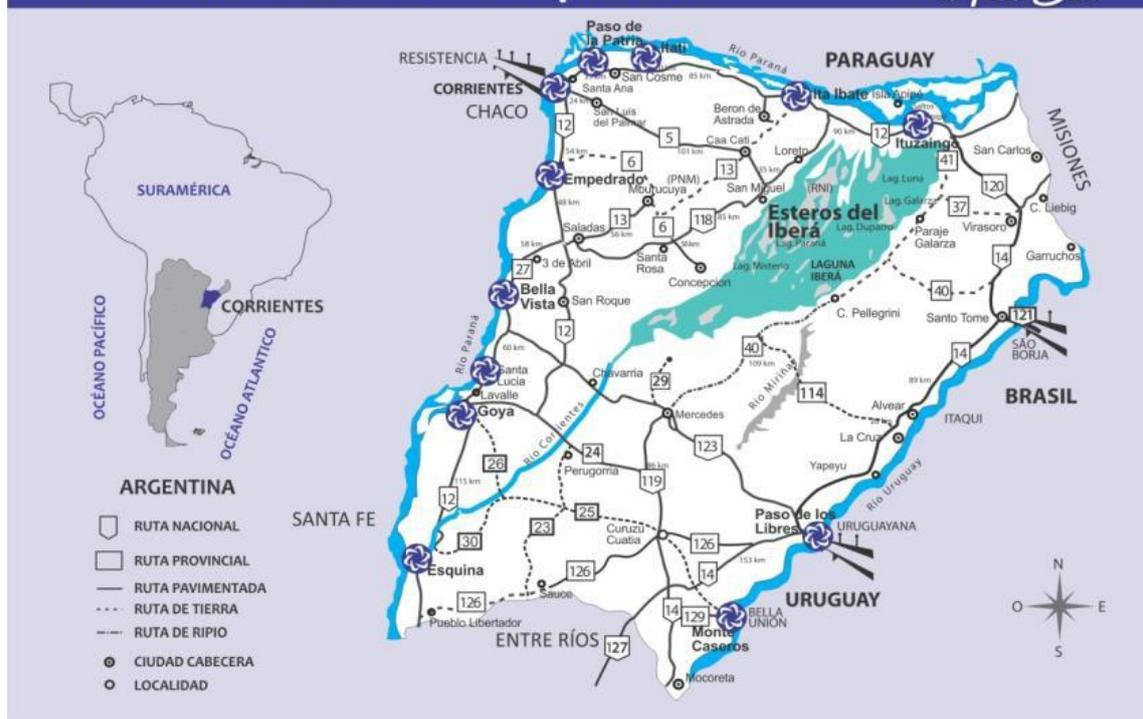 RESISTENCIA
CORRIENTES
CHACO
Paso de
la Patria
Itati
Río Paraná
PARAGUAY
Santa Ana
San Cosme
85 km
24 km
San Luis
del Palmar
Beron de
Astrada
Ita Ibate
Isla Apipé
90 km
12
Ituzaingo
MISIONES
12
5
101 km
Caa Cati
Loreto
41
San Carlos
54 km
6
13
35 km
Lag. Luna
120
Empedrado
(PNM)
Mburucuya
San Miguel
(RNI)
Lag. Galarza
37
C. Liebig
48 km
13
118
85 km
Esteros del
Iberá
Lag. Duparo
Paraje
Galarza
Virasoro
Saladas
56 km
6
Lag. Paraná
58 km
Santa
Rosa
50km
Lag. Misterio
LAGUNA
IBERÁ
14
Garruchos
27
3 de Abril
Concepcion
40
Bella
Vista
San Roque
C. Pellegrini
Santo Tome
121
SÃO
BORJA
12
Río Paraná
60 km
40
109 km
14
BRASIL
Santa
Lucia
Chavarria
29
Río Miriñay
114
89 km
Lavalle
Goya
Mercedes
Alvear
ITAQUI
Río Corrientes
La Cruz
123
26
24
Perugorria
86 km
Yapeyu
Río Uruguay
115 km
119
12
SANTA FE
25
Paso de los
Libres
URUGUAYANA
30
23
Curuzú
Cuatia
126
153 km
Esquina
126
14
Sauce
126
Pueblo Libertador
URUGUAY
14
129
BELLA
UNIÓN
Monte
Caseros
ENTRE RÍOS
127
Mocoreta
SURAMÉRICA
CORRIENTES
OCÉANO PACÍFICO
OCÉANO ATLANTICO
ARGENTINA
RUTA NACIONAL
RUTA PROVINCIAL
RUTA PAVIMENTADA
RUTA DE TIERRA
RUTA DE RIPIO
CIUDAD CABECERA
LOCALIDAD
N
O
E
S